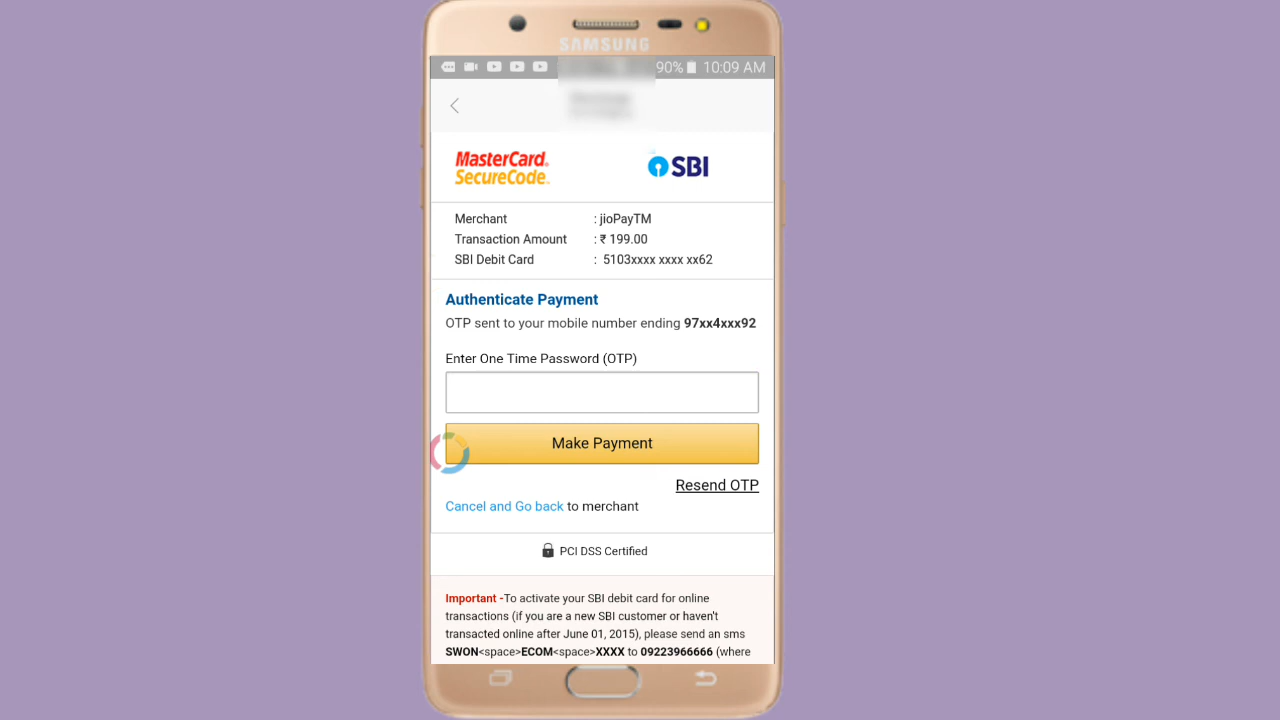 SAMSUNG
90% 10:09 AM
MasterCard.
SecureCode.
SBI
Merchant : jioPayTM
Transaction Amount : ₹ 199.00
SBI Debit Card : 5103xxxx xxxx xx62
Authenticate Payment
OTP sent to your mobile number ending 97xx4xxx92
Enter One Time Password (OTP)
Make Payment
Resend OTP
Cancel and Go back to merchant
PCI DSS Certified
Important -To activate your SBI debit card for online
transactions (if you are a new SBI customer or haven't
transacted online after June 01, 2015), please send an sms
SWON<space>ECOM<space>XXXX to 09223966666 (where